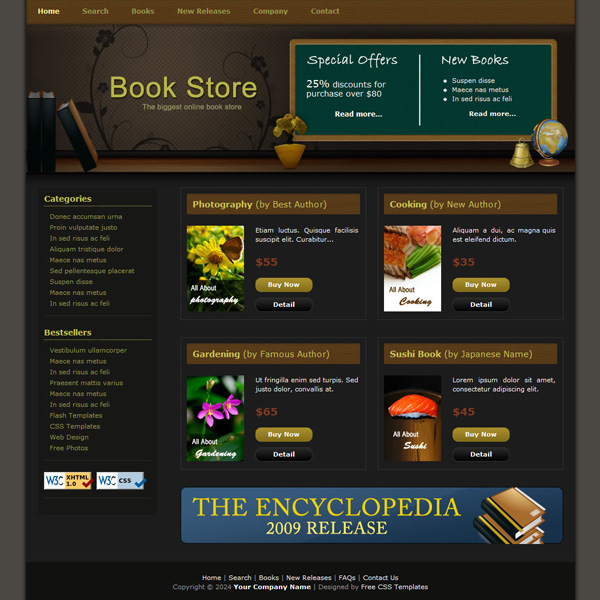 Home Search Books New Releases Company Contact
Book Store
The biggest online book store
Special Offers
25% discounts for
purchase over $80
Read more...
New Books
Suspen disse
Maece nas metus
In sed risus ac feli
Read more...
Categories
Donec accumsan urna
Proin vulputate justo
In sed risus ac feli
Aliquam tristique dolor
Maece nas metus
Sed pellentesque placerat
Suspen disse
Maece nas metus
In sed risus ac feli
Bestsellers
Vestibulum ullamcorper
Maece nas metus
In sed risus ac feli
Praesent mattis varius
Maece nas metus
In sed risus ac feli
Flash Templates
CSS Templates
Web Design
Free Photos
W3C XHTML 1.0
W3C CSS
Photography (by Best Author)
All About
photography
Etiam luctus. Quisque facilisis
suscipit elit. Curabitur...
$55
Buy Now
Detail
Cooking (by New Author)
All About
Cooking
Aliquam a dui, ac magna quis
est eleifend dictum.
$35
Buy Now
Detail
Gardening (by Famous Author)
All About
Gardening
Ut fringilla enim sed turpis. Sed
justo dolor, convallis at.
$65
Buy Now
Detail
Sushi Book (by Japanese Name)
All About
Sushi
Lorem ipsum dolor sit amet,
consectetur adipiscing elit.
$45
Buy Now
Detail
THE ENCYCLOPEDIA
2009 RELEASE
Home | Search | Books | New Releases | FAQs | Contact Us
Copyright © 2024 Your Company Name | Designed by Free CSS Templates